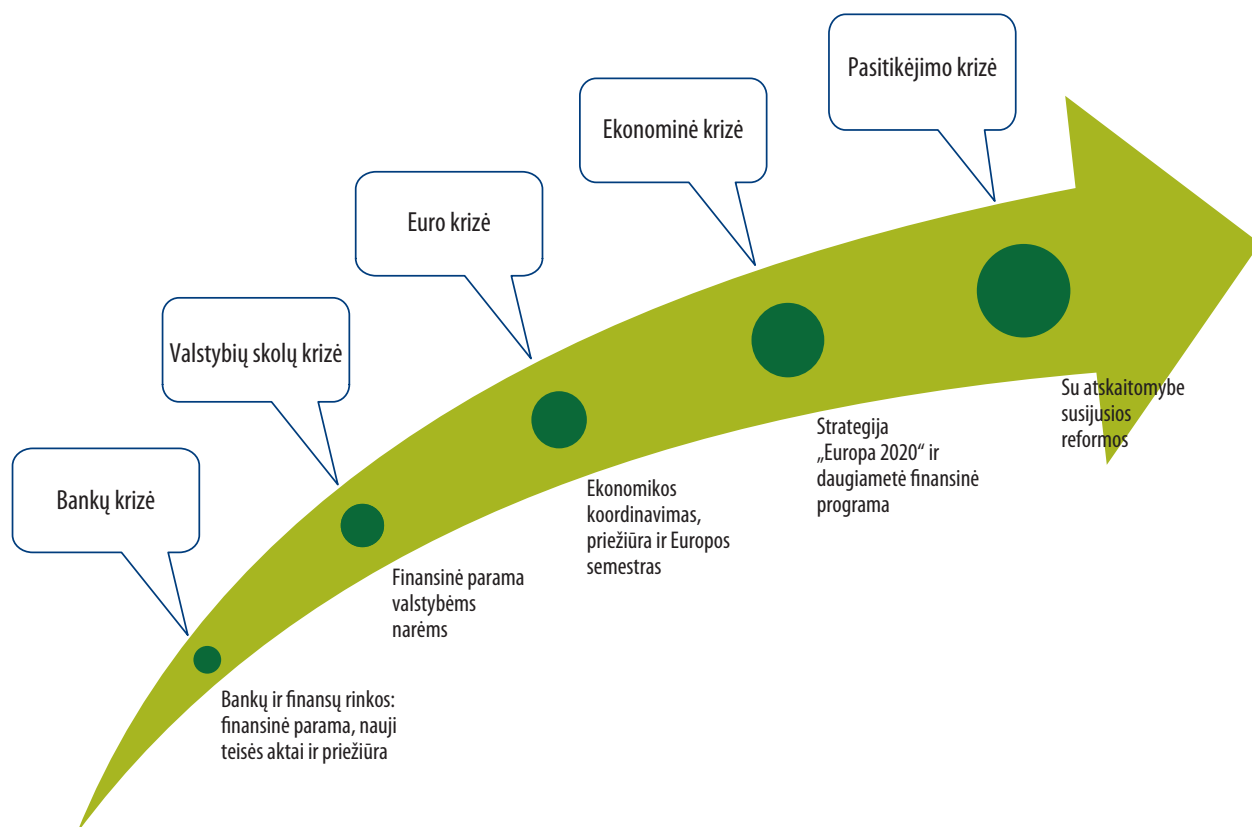 Pasitikėjimo krizė
Ekonominė krizė
Euro krizė
Valstybių skolų krizė
Bankų krizė
Su atskaitomybe
susijusios
reformos
Strategija
„Europa 2020“ ir
daugiametė finansinė
programa
Ekonomikos
koordinavimas,
priežiūra ir Europos
semestras
Finansinė parama
valstybėms
narėms
Bankų ir finansų rinkos:
finansinė parama, nauji
teisės aktai ir priežiūra